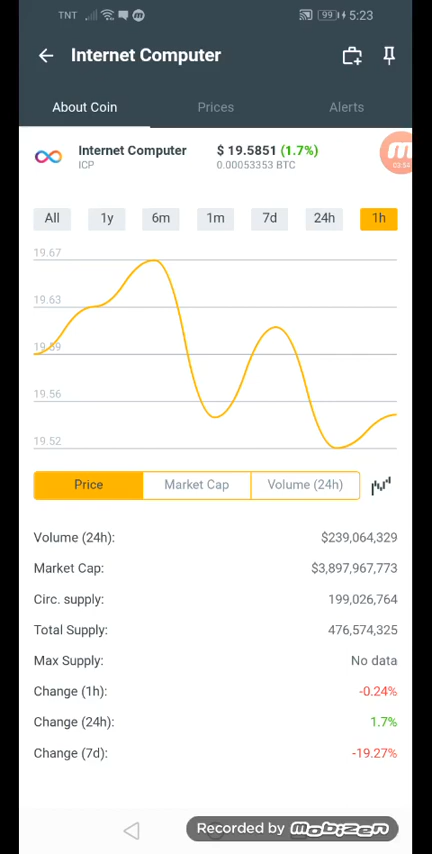 TNT 99 5:23
Internet Computer
About Coin Prices Alerts
Internet Computer $ 19.5851 (1.7%)
ICP 0.00053353 BTC
03:54
All 1y 6m 1m 7d 24h 1h
19.67
19.63
19.59
19.56
19.52
Price Market Cap Volume (24h)
Volume (24h): $239,064,329
Market Cap: $3,897,967,773
Circ. supply: 199,026,764
Total Supply: 476,574,325
Max Supply: No data
Change (1h): -0.24%
Change (24h): 1.7%
Change (7d): -19.27%
Recorded by mobizen